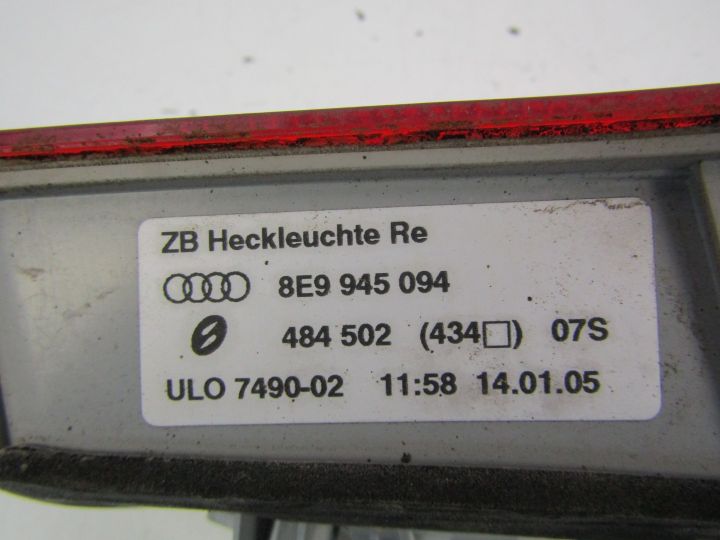 ZB Heckleuchte Re
8E9 945 094
484 502 (434□) 07S
ULO 7490-02 11:58 14.01.05